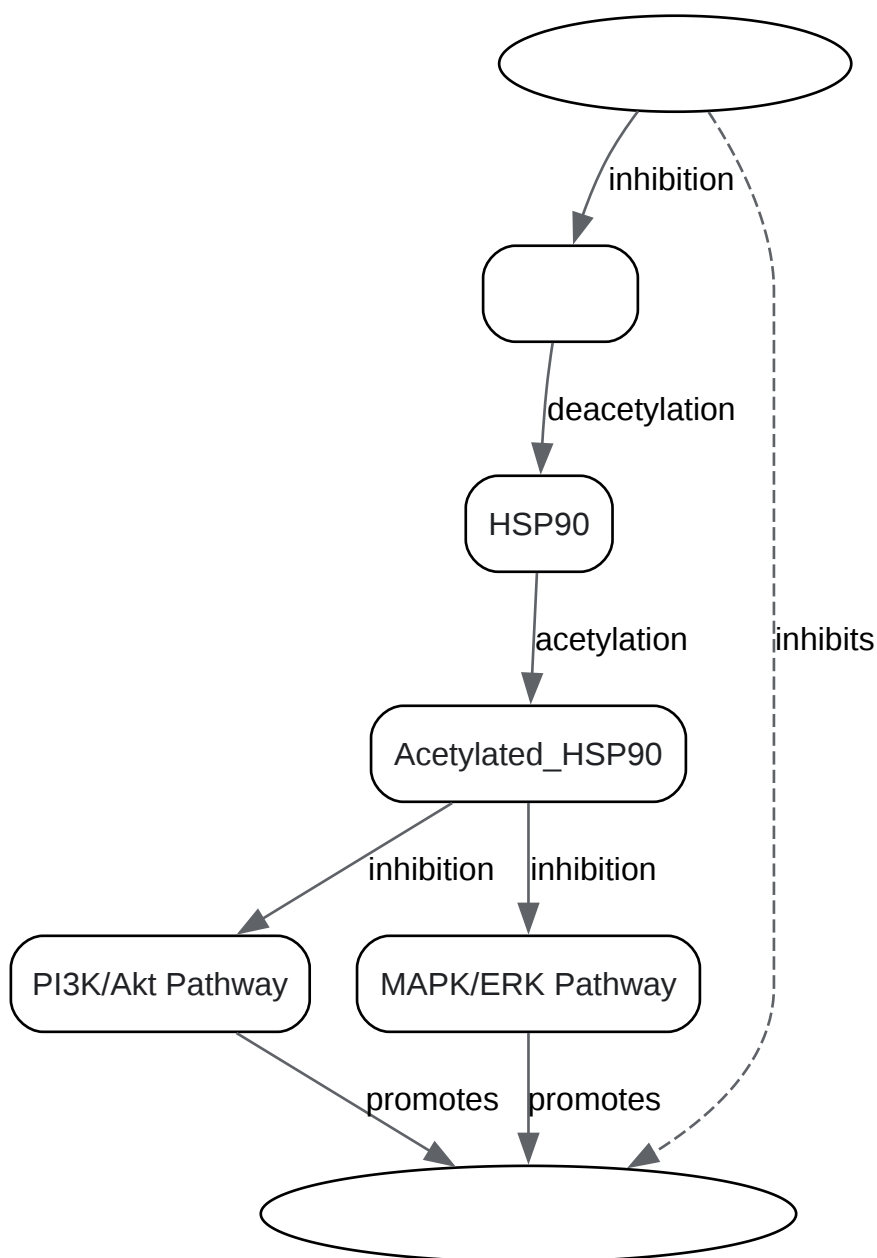 inhibition
deacetylation
HSP90
acetylation
inhibits
Acetylated_HSP90
inhibition
inhibition
PI3K/Akt Pathway
MAPK/ERK Pathway
promotes
promotes